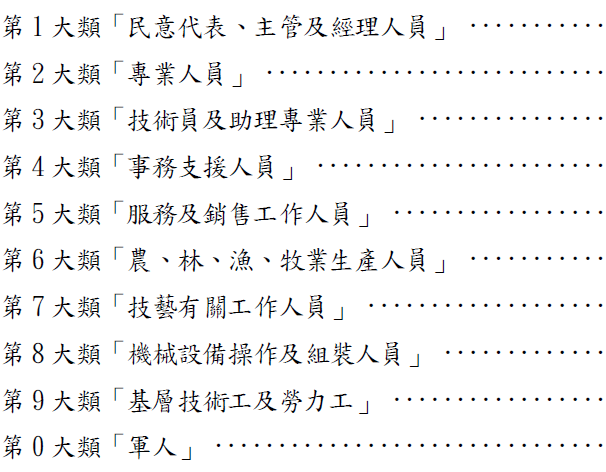 第 1 大類「民意代表、主管及經理人員」 ···········
第 2 大類「專業人員」 ···························
第 3 大類「技術員及助理專業人員」 ···············
第 4 大類「事務支援人員」 ·······················
第 5 大類「服務及銷售工作人員」 ·················
第 6 大類「農、林、漁、牧業生產人員」 ···········
第 7 大類「技藝有關工作人員」 ···················
第 8 大類「機械設備操作及組裝人員」 ·············
第 9 大類「基層技術工及勞力工」 ·················
第 0 大類「軍人」 ·······························